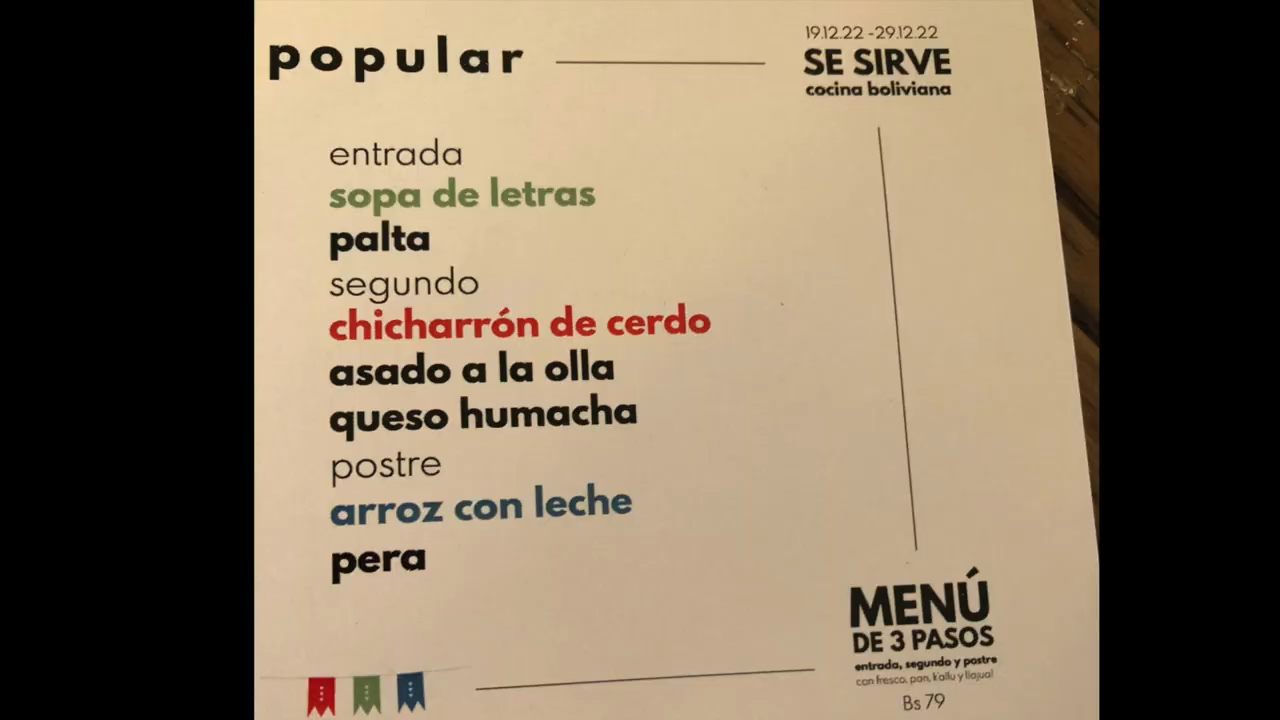 popular
19.12.22 -29.12.22
SE SIRVE
cocina boliviana
entrada
sopa de letras
palta
segundo
chicharrón de cerdo
asado a la olla
queso humacha
postre
arroz con leche
pera
MENÚ
DE 3 PASOS
entrada, segundo y postre
con fresco, pan, k'allu y llajua!
Bs 79